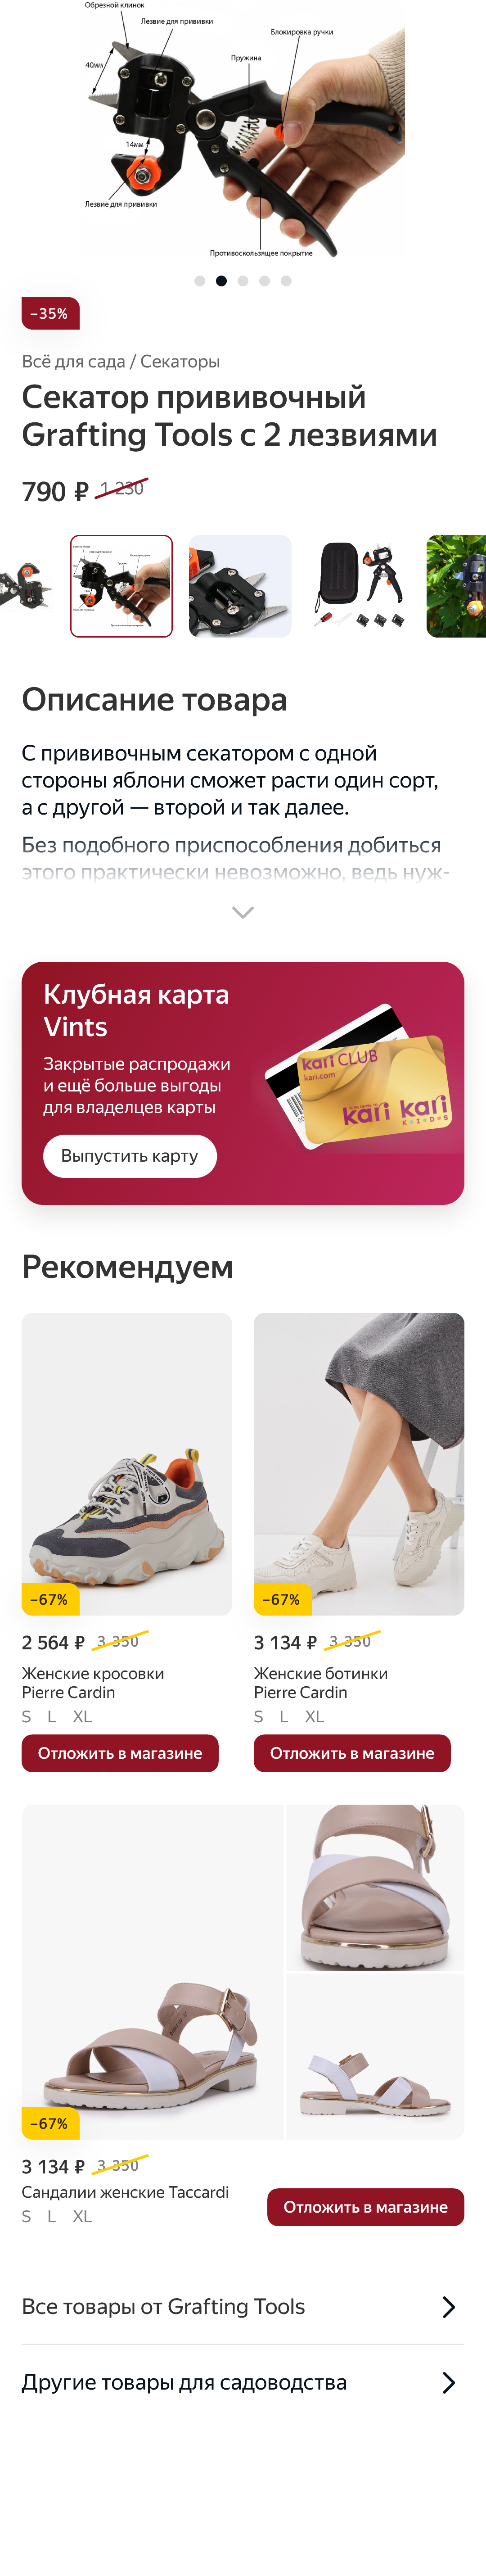 Обрезной клинок
Лезвие для прививки
Блокировка ручки
Пружина
40мм
14мм
Лезвие для прививки
Противоскользящее покрытие
−35%
Всё для сада / Секаторы
Секатор прививочный
Grafting Tools с 2 лезвиями
790 ₽ 1 230
Описание товара
С прививочным секатором с одной
стороны яблони сможет расти один сорт,
а с другой — второй и так далее.
Без подобного приспособления добиться
этого практически невозможно, ведь нуж-
Клубная карта
Vints
Закрытые распродажи
и ещё больше выгоды
для владельцев карты
Выпустить карту
kari CLUB
kari.com
kari kari
KIDS
Рекомендуем
−67%
2 564 ₽ 3 350
Женские кросовки
Pierre Cardin
S L XL
Отложить в магазине
−67%
3 134 ₽ 3 350
Женские ботинки
Pierre Cardin
S L XL
Отложить в магазине
−67%
3 134 ₽ 3 350
Сандалии женские Taccardi
S L XL
Отложить в магазине
Все товары от Grafting Tools
Другие товары для садоводства